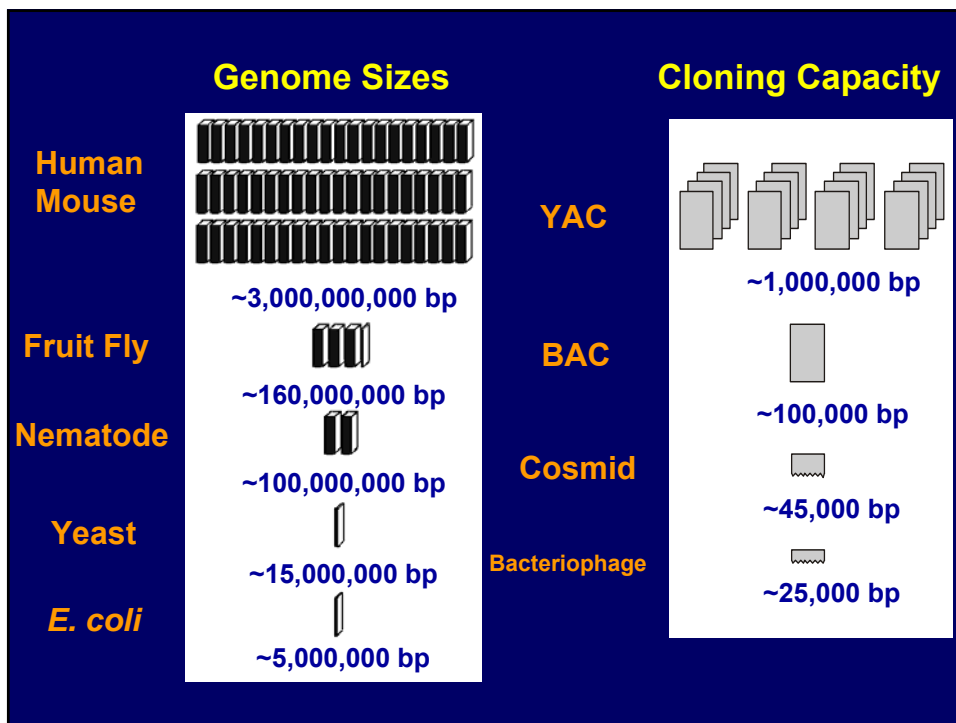 Genome Sizes
Human
Mouse
~3,000,000,000 bp
Fruit Fly
~160,000,000 bp
Nematode
~100,000,000 bp
Yeast
~15,000,000 bp
E. coli
~5,000,000 bp
Cloning Capacity
YAC
~1,000,000 bp
BAC
~100,000 bp
Cosmid
~45,000 bp
Bacteriophage
~25,000 bp